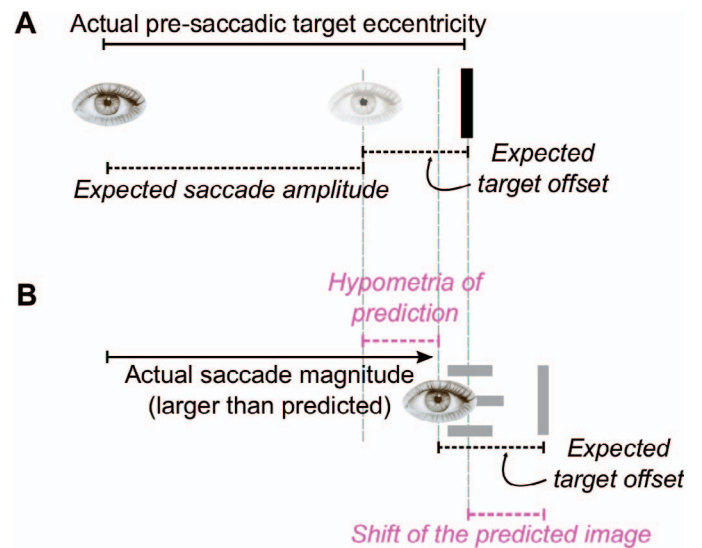 A
Actual pre-saccadic target eccentricity
Expected
target offset
Expected saccade amplitude
B
Hypometria of
prediction
Actual saccade magnitude
(larger than predicted)
Expected
target offset
Shift of the predicted image